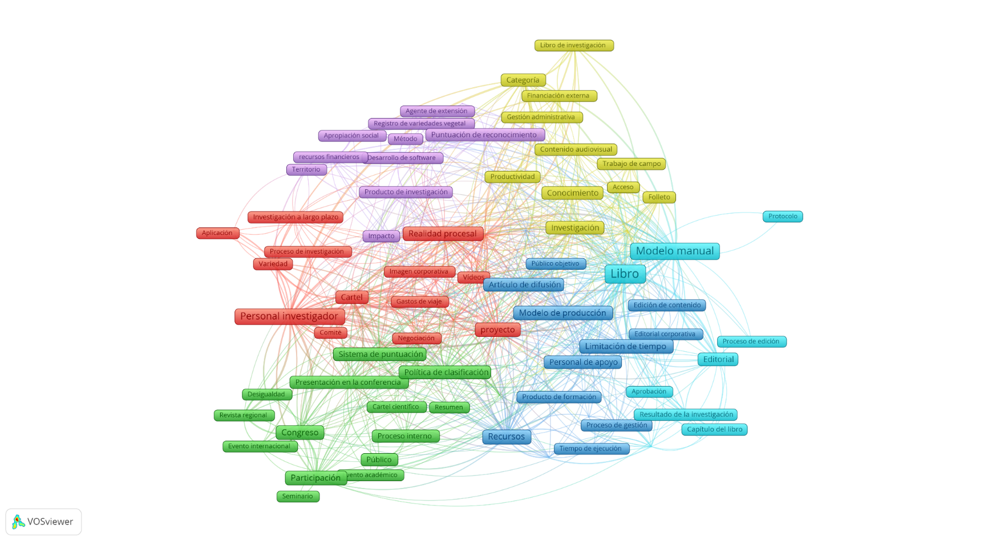 Libro de investigación
Categoría
Financiación externa
Agente de extensión
Gestión administrativa
Registro de variedades vegetal
Apropiación social
Método
Puntuación de reconocimiento
Contenido audiovisual
recursos financieros
Desarrollo de software
Trabajo de campo
Territorio
Productividad
Acceso
Producto de investigación
Conocimiento
Folleto
Investigación a largo plazo
Protocolo
Aplicación
Impacto
Realidad procesal
Investigación
Proceso de investigación
Modelo manual
Variedad
Público objetivo
Imagen corporativa
Vídeos
Libro
Artículo de difusión
Cartel
Gastos de viaje
Edición de contenido
Personal investigador
Modelo de producción
Comité
proyecto
Editorial corporativa
Negociación
Proceso de edición
Limitación de tiempo
Sistema de puntuación
Editorial
Personal de apoyo
Política de clasificación
Presentación en la conferencia
Desigualdad
Aprobación
Producto de formación
Cartel científico
Resumen
Revista regional
Resultado de la investigación
Proceso de gestión
Capítulo del libro
Congreso
Proceso interno
Recursos
Evento internacional
Tiempo de ejecución
Público
Participación
vento académico
Seminario
VOSviewer